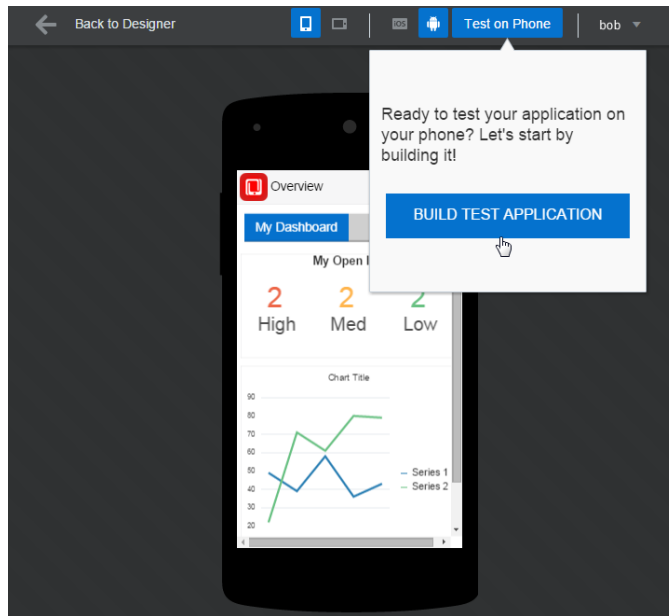 Back to Designer
iOS
Test on Phone
bob
Ready to test your application on
your phone? Let's start by
building it!
BUILD TEST APPLICATION
Overview
My Dashboard
My Open
2 2 2
High Med Low
Chart Title
90
80
70
60
50
40
30
20
Series 1
Series 2